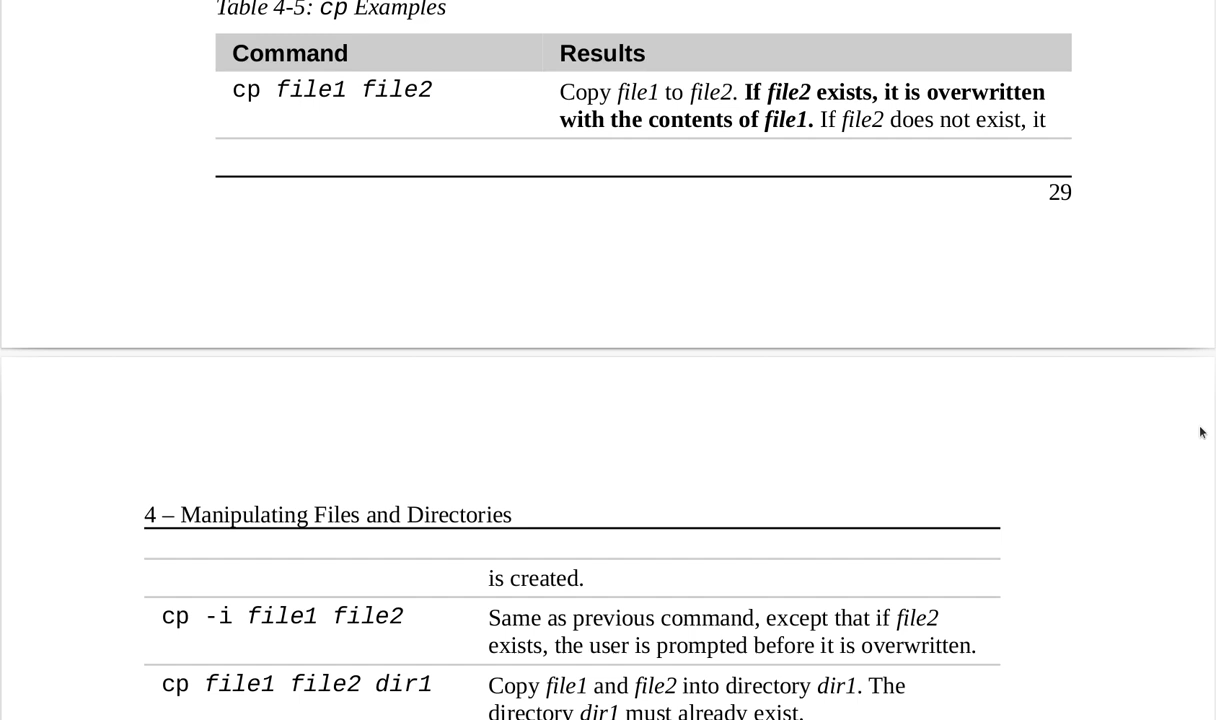 Table 4-5: cp Examples
Command Results
cp file1 file2 Copy file1 to file2. If file2 exists, it is overwritten
with the contents of file1. If file2 does not exist, it
29
4 – Manipulating Files and Directories
is created.
cp -i file1 file2 Same as previous command, except that if file2
exists, the user is prompted before it is overwritten.
cp file1 file2 dir1 Copy file1 and file2 into directory dir1. The
directory dir1 must already exist.